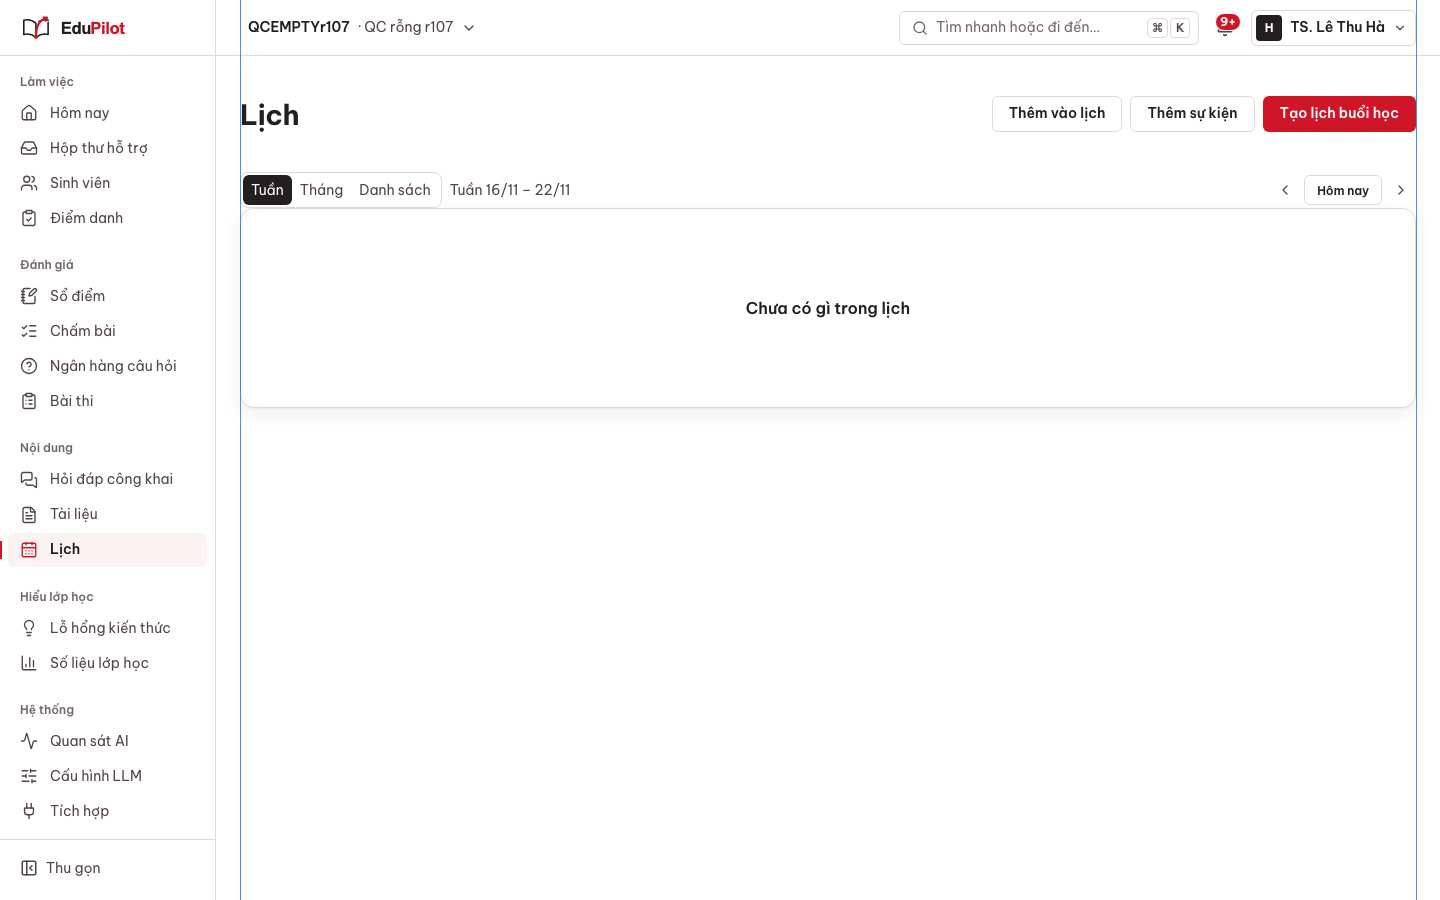 EduPilot
QCEMPTYr107 · QC rỗng r107
Tìm nhanh hoặc đi đến... ⌘ K
9+
H TS. Lê Thu Hà
Làm việc
Hôm nay
Hộp thư hỗ trợ
Sinh viên
Điểm danh
Đánh giá
Sổ điểm
Chấm bài
Ngân hàng câu hỏi
Bài thi
Nội dung
Hỏi đáp công khai
Tài liệu
Lịch
Hiểu lớp học
Lỗ hổng kiến thức
Số liệu lớp học
Hệ thống
Quan sát AI
Cấu hình LLM
Tích hợp
Thu gọn
Lịch
Thêm vào lịch Thêm sự kiện Tạo lịch buổi học
Tuần Tháng Danh sách Tuần 16/11 – 22/11 Hôm nay
Chưa có gì trong lịch